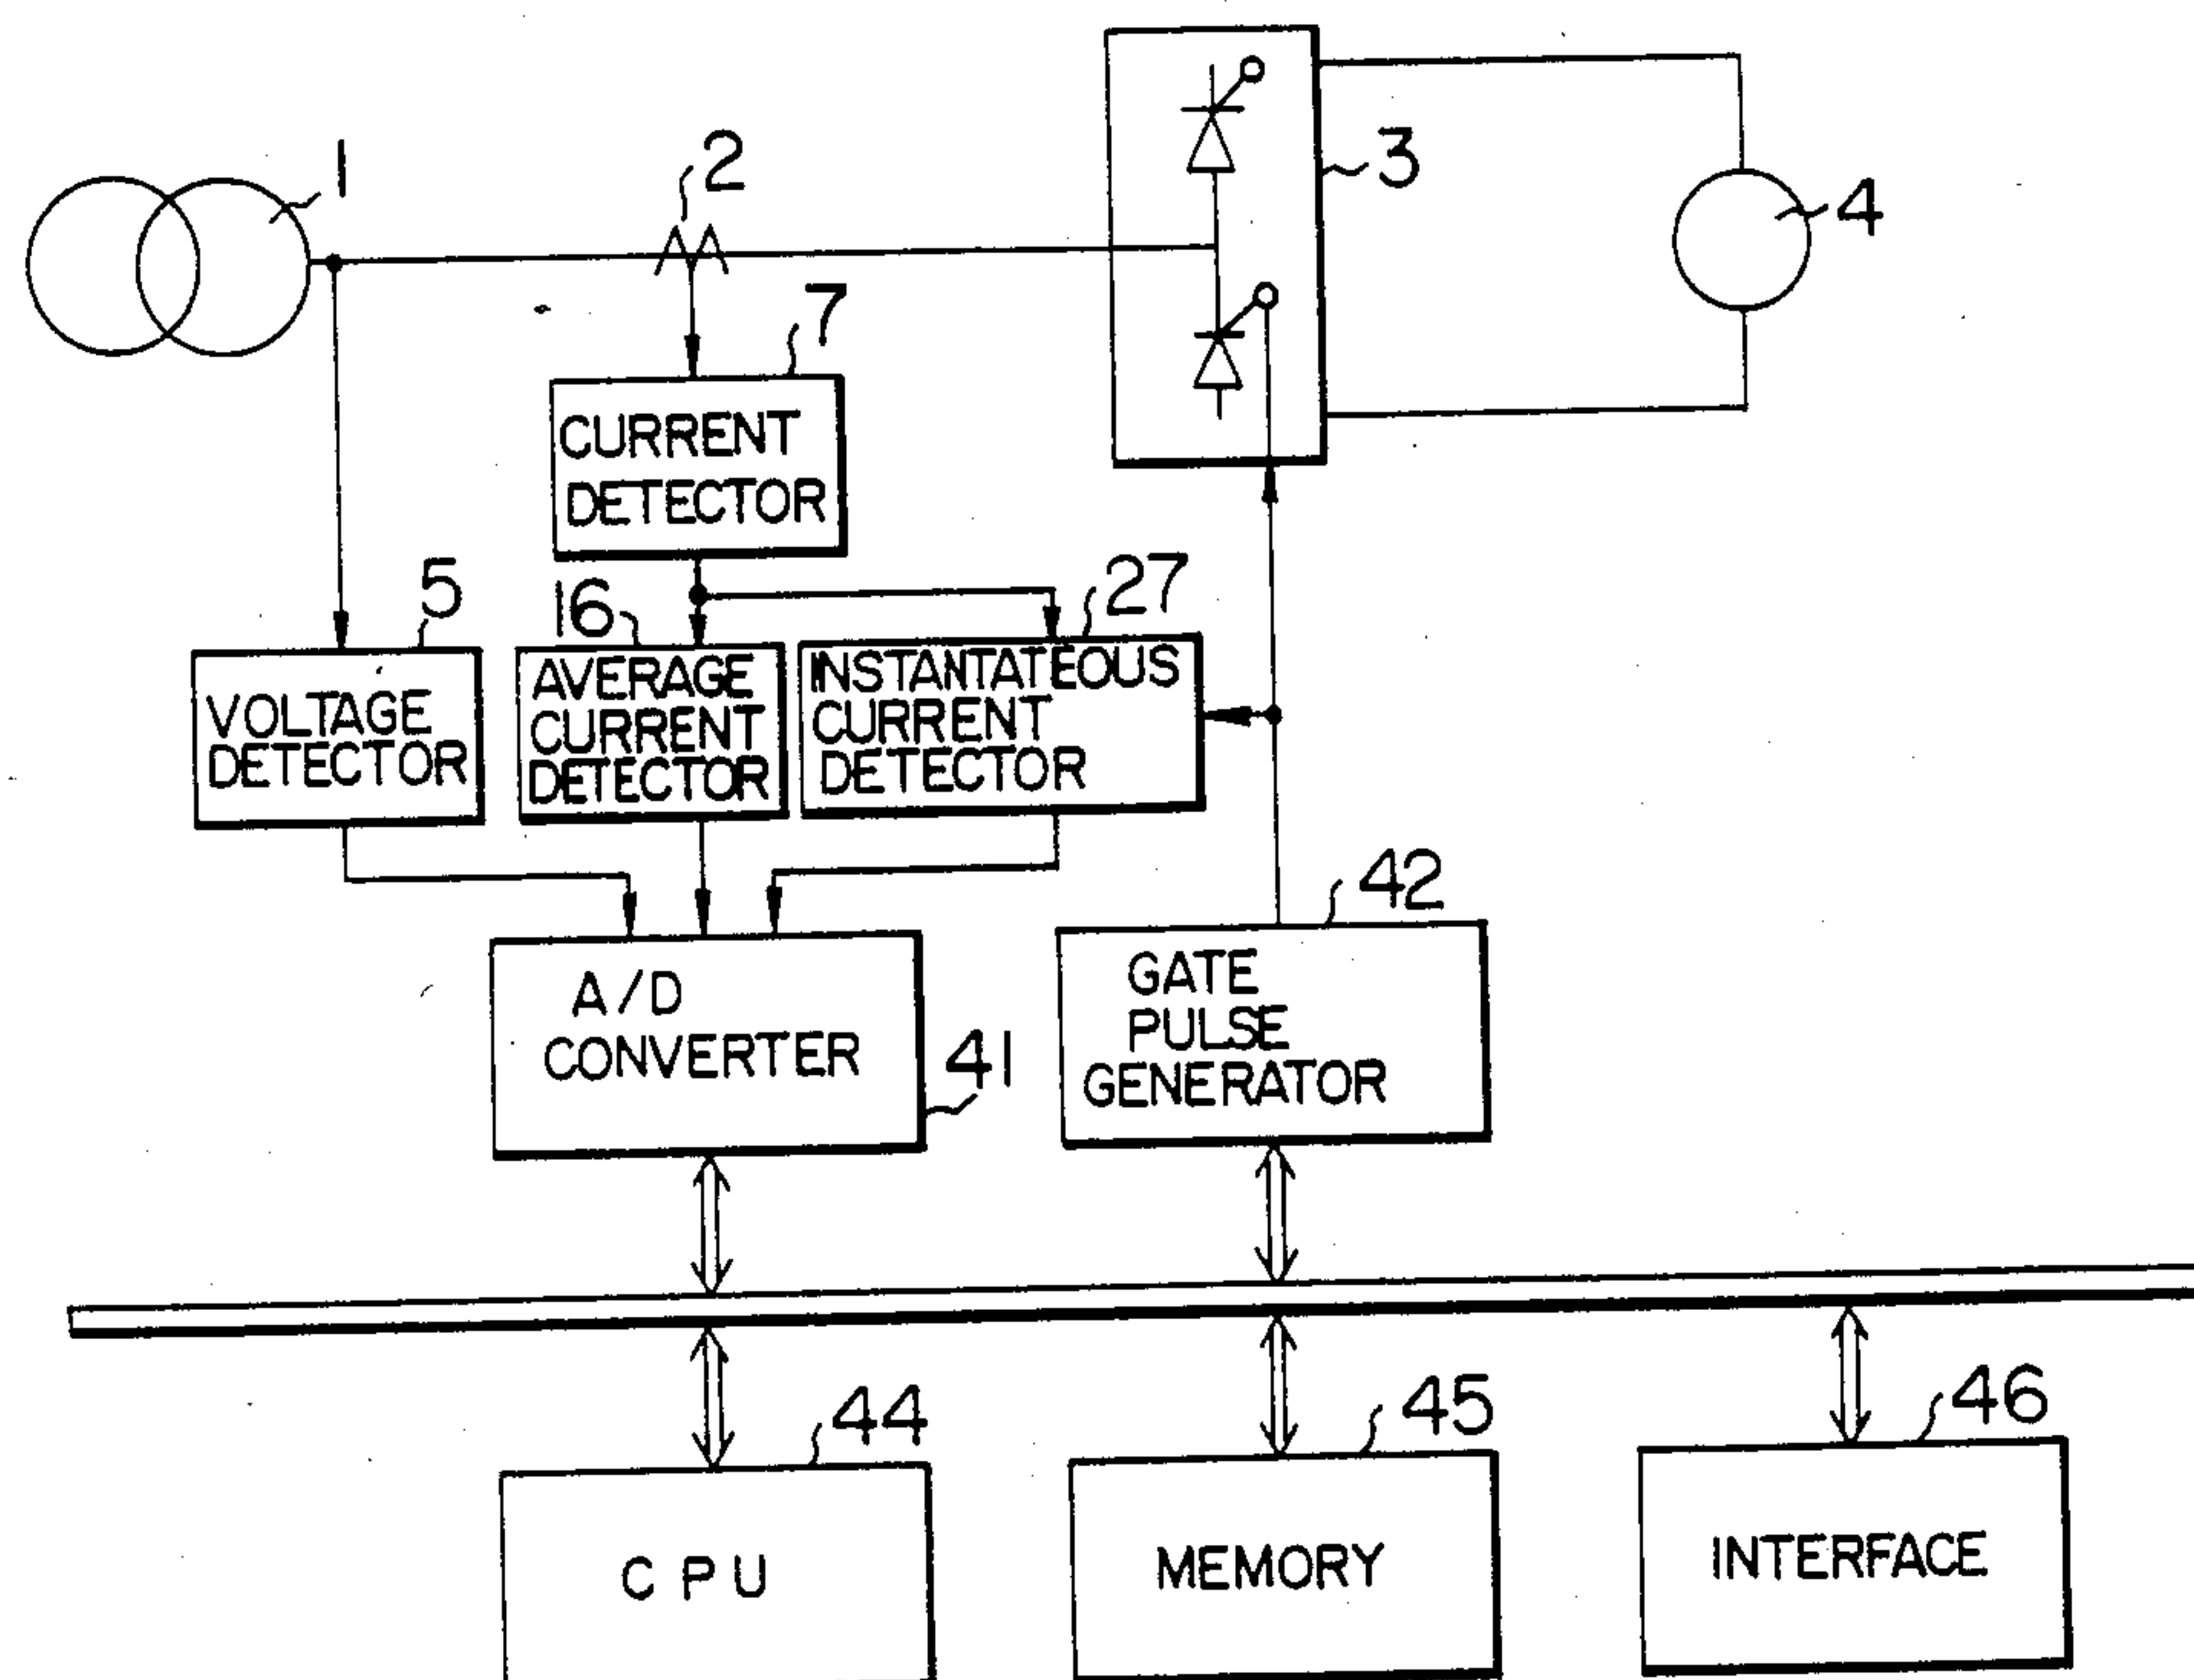 1
2
3
4
7
CURRENT
DETECTOR
5
16
27
VOLTAGE
DETECTOR
AVERAGE
CURRENT
DETECTOR
INSTANTATEOUS
CURRENT
DETECTOR
42
A/D
CONVERTER
41
GATE
PULSE
GENERATOR
44
45
46
CPU
MEMORY
INTERFACE